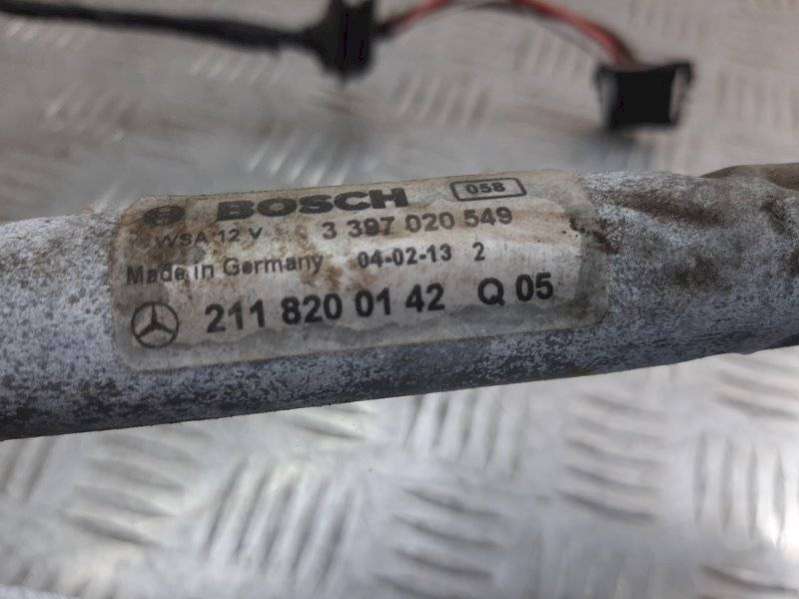 BOSCH 058
WSA 12 V 3 397 020 549
Made in Germany 04-02-13 2
211 820 01 42 Q 05